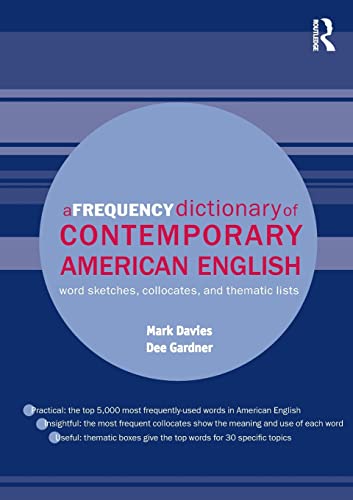 ROUTLEDGE
a FREQUENCY dictionary of
CONTEMPORARY
AMERICAN ENGLISH
word sketches, collocates, and thematic lists
Mark Davies
Dee Gardner
Practical: the top 5,000 most frequently-used words in American English
Insightful: the most frequent collocates show the meaning and use of each word
Useful: thematic boxes give the top words for 30 specific topics